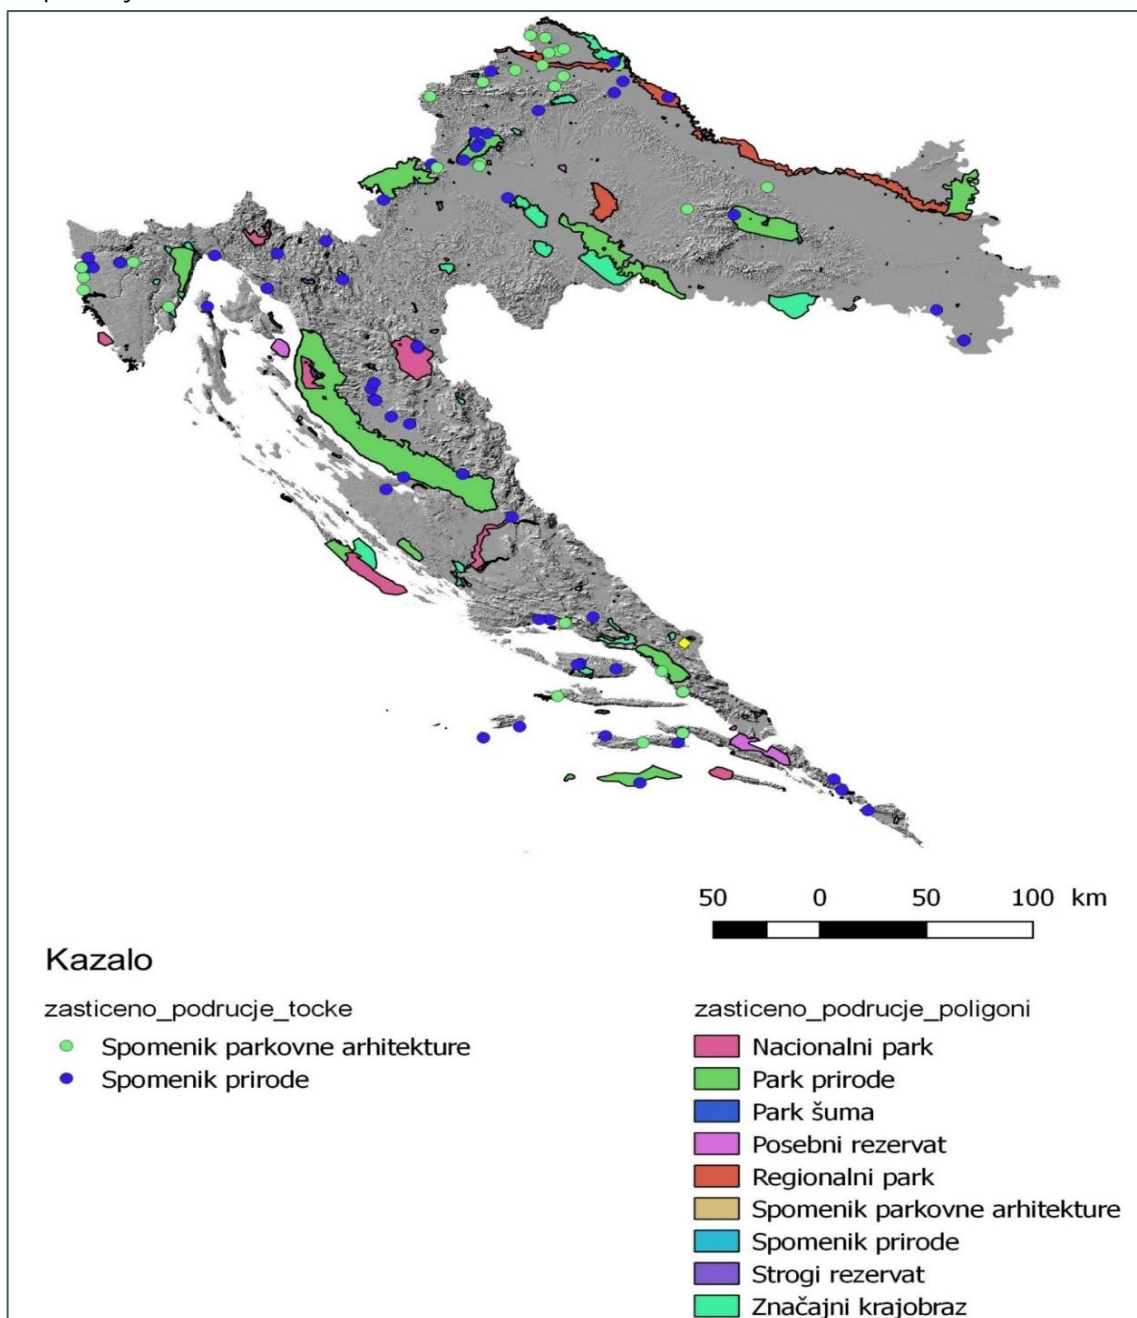 50 0 50 100 km
Kazalo
zasticeno_podrucje_tocke
Spomenik parkovne arhitekture
Spomenik prirode
zasticeno_podrucje_poligoni
Nacionalni park
Park prirode
Park šuma
Posebni rezervat
Regionalni park
Spomenik parkovne arhitekture
Spomenik prirode
Strogi rezervat
Značajni krajobraz